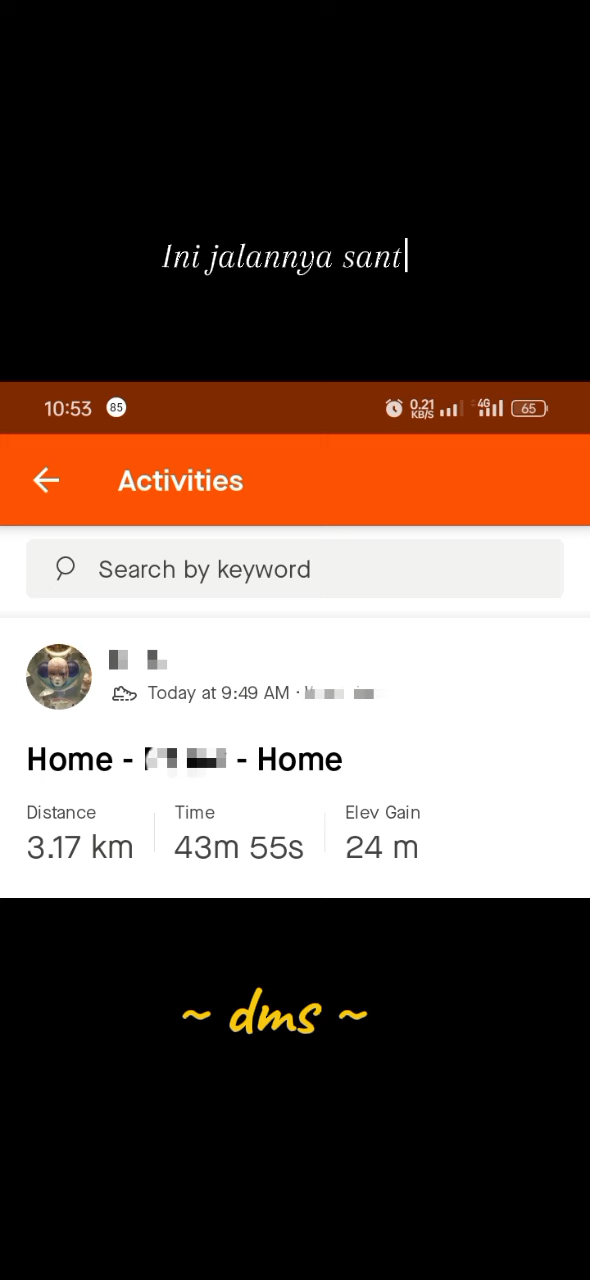 Ini jalannya sant
10:53 85 0.21 KB/S 4G 65
Activities
Search by keyword
Today at 9:49 AM ·
Home - - Home
Distance Time Elev Gain
3.17 km 43m 55s 24 m
~ dms ~